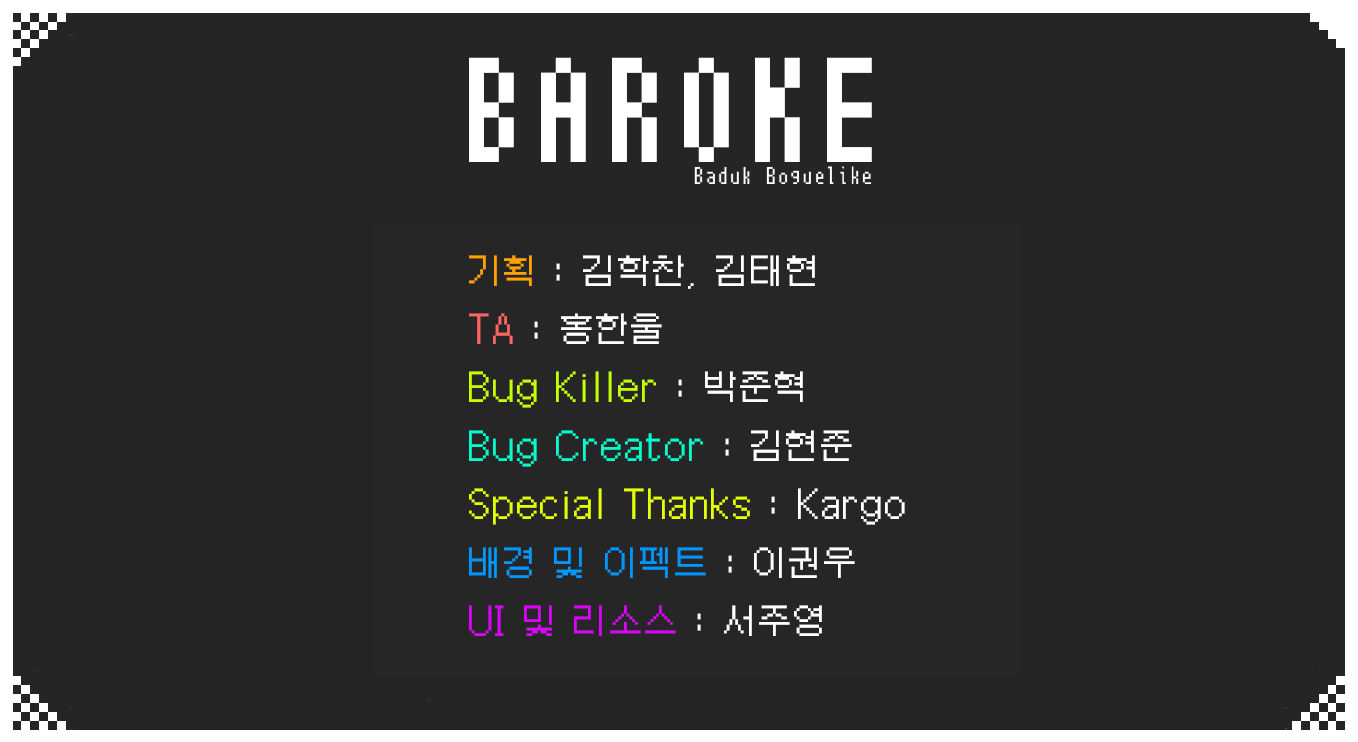 BAROKE
Baduk Boguelike
기획 : 김학찬, 김태현
TA : 홍한울
Bug Killer : 박준혁
Bug Creator : 김현준
Special Thanks : Kargo
배경 및 이펙트 : 이권우
UI 및 리소스 : 서주영